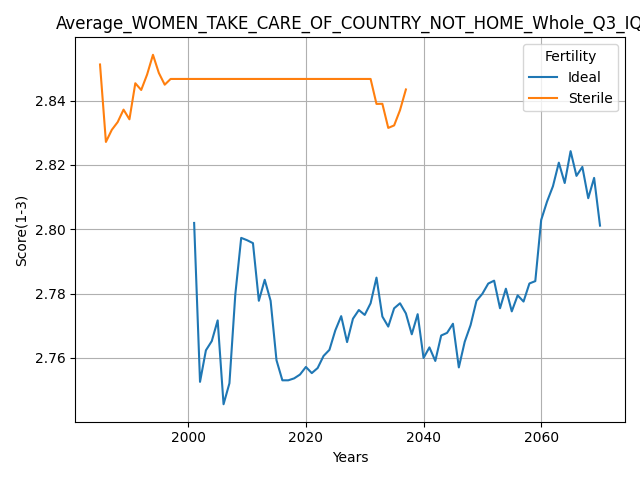 Average_WOMEN_TAKE_CARE_OF_COUNTRY_NOT_HOME_Whole_Q3_IQ
Fertility
Ideal
Sterile
2.84
2.82
2.80
2.78
2.76
Score(1-3)
2000
2020
2040
2060
Years